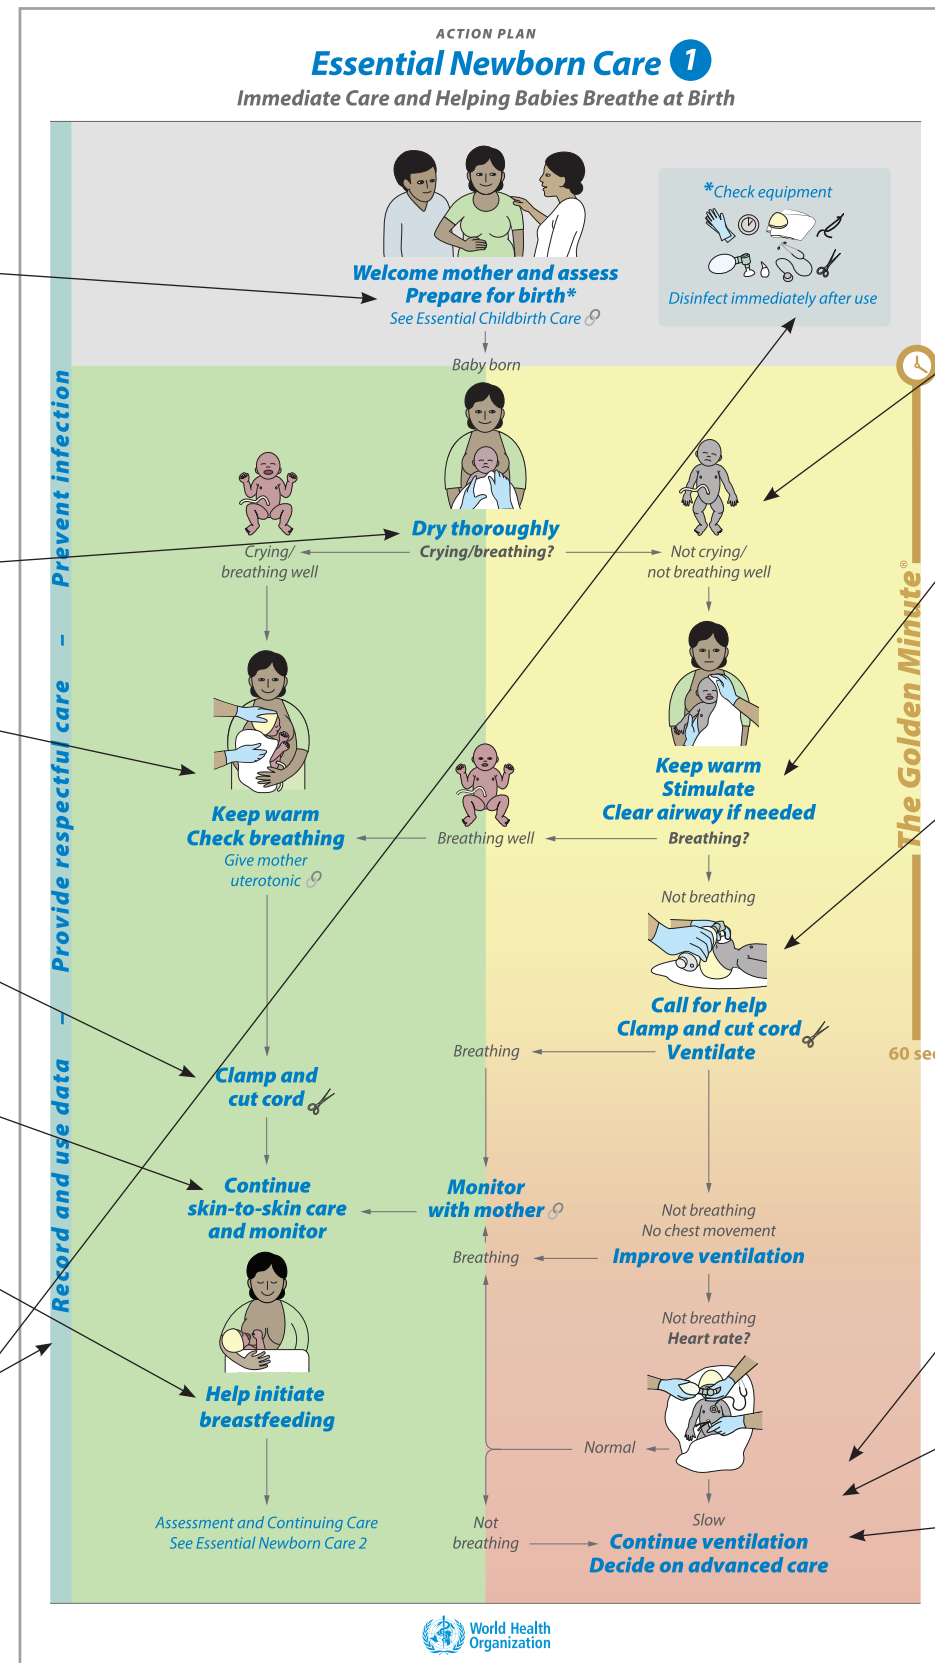 ACTION PLAN
Essential Newborn Care 1
Immediate Care and Helping Babies Breathe at Birth
*Check equipment
Disinfect immediately after use
Welcome mother and assess
Prepare for birth*
See Essential Childbirth Care
Baby born
Dry thoroughly
Crying/breathing?
Crying/
breathing well
Not crying/
not breathing well
Keep warm
Stimulate
Clear airway if needed
Breathing?
Breathing well
Keep warm
Check breathing
Give mother
uterotonic
Not breathing
Call for help
Clamp and cut cord
Ventilate
Breathing
Clamp and
cut cord
Continue
skin-to-skin care
and monitor
Monitor
with mother
Not breathing
No chest movement
Improve ventilation
Breathing
Not breathing
Heart rate?
Help initiate
breastfeeding
Normal
Slow
Continue ventilation
Decide on advanced care
Not
breathing
Assessment and Continuing Care
See Essential Newborn Care 2
Record and use data – Provide respectful care – Prevent infection
The Golden Minute®
60 sec
World Health
Organization